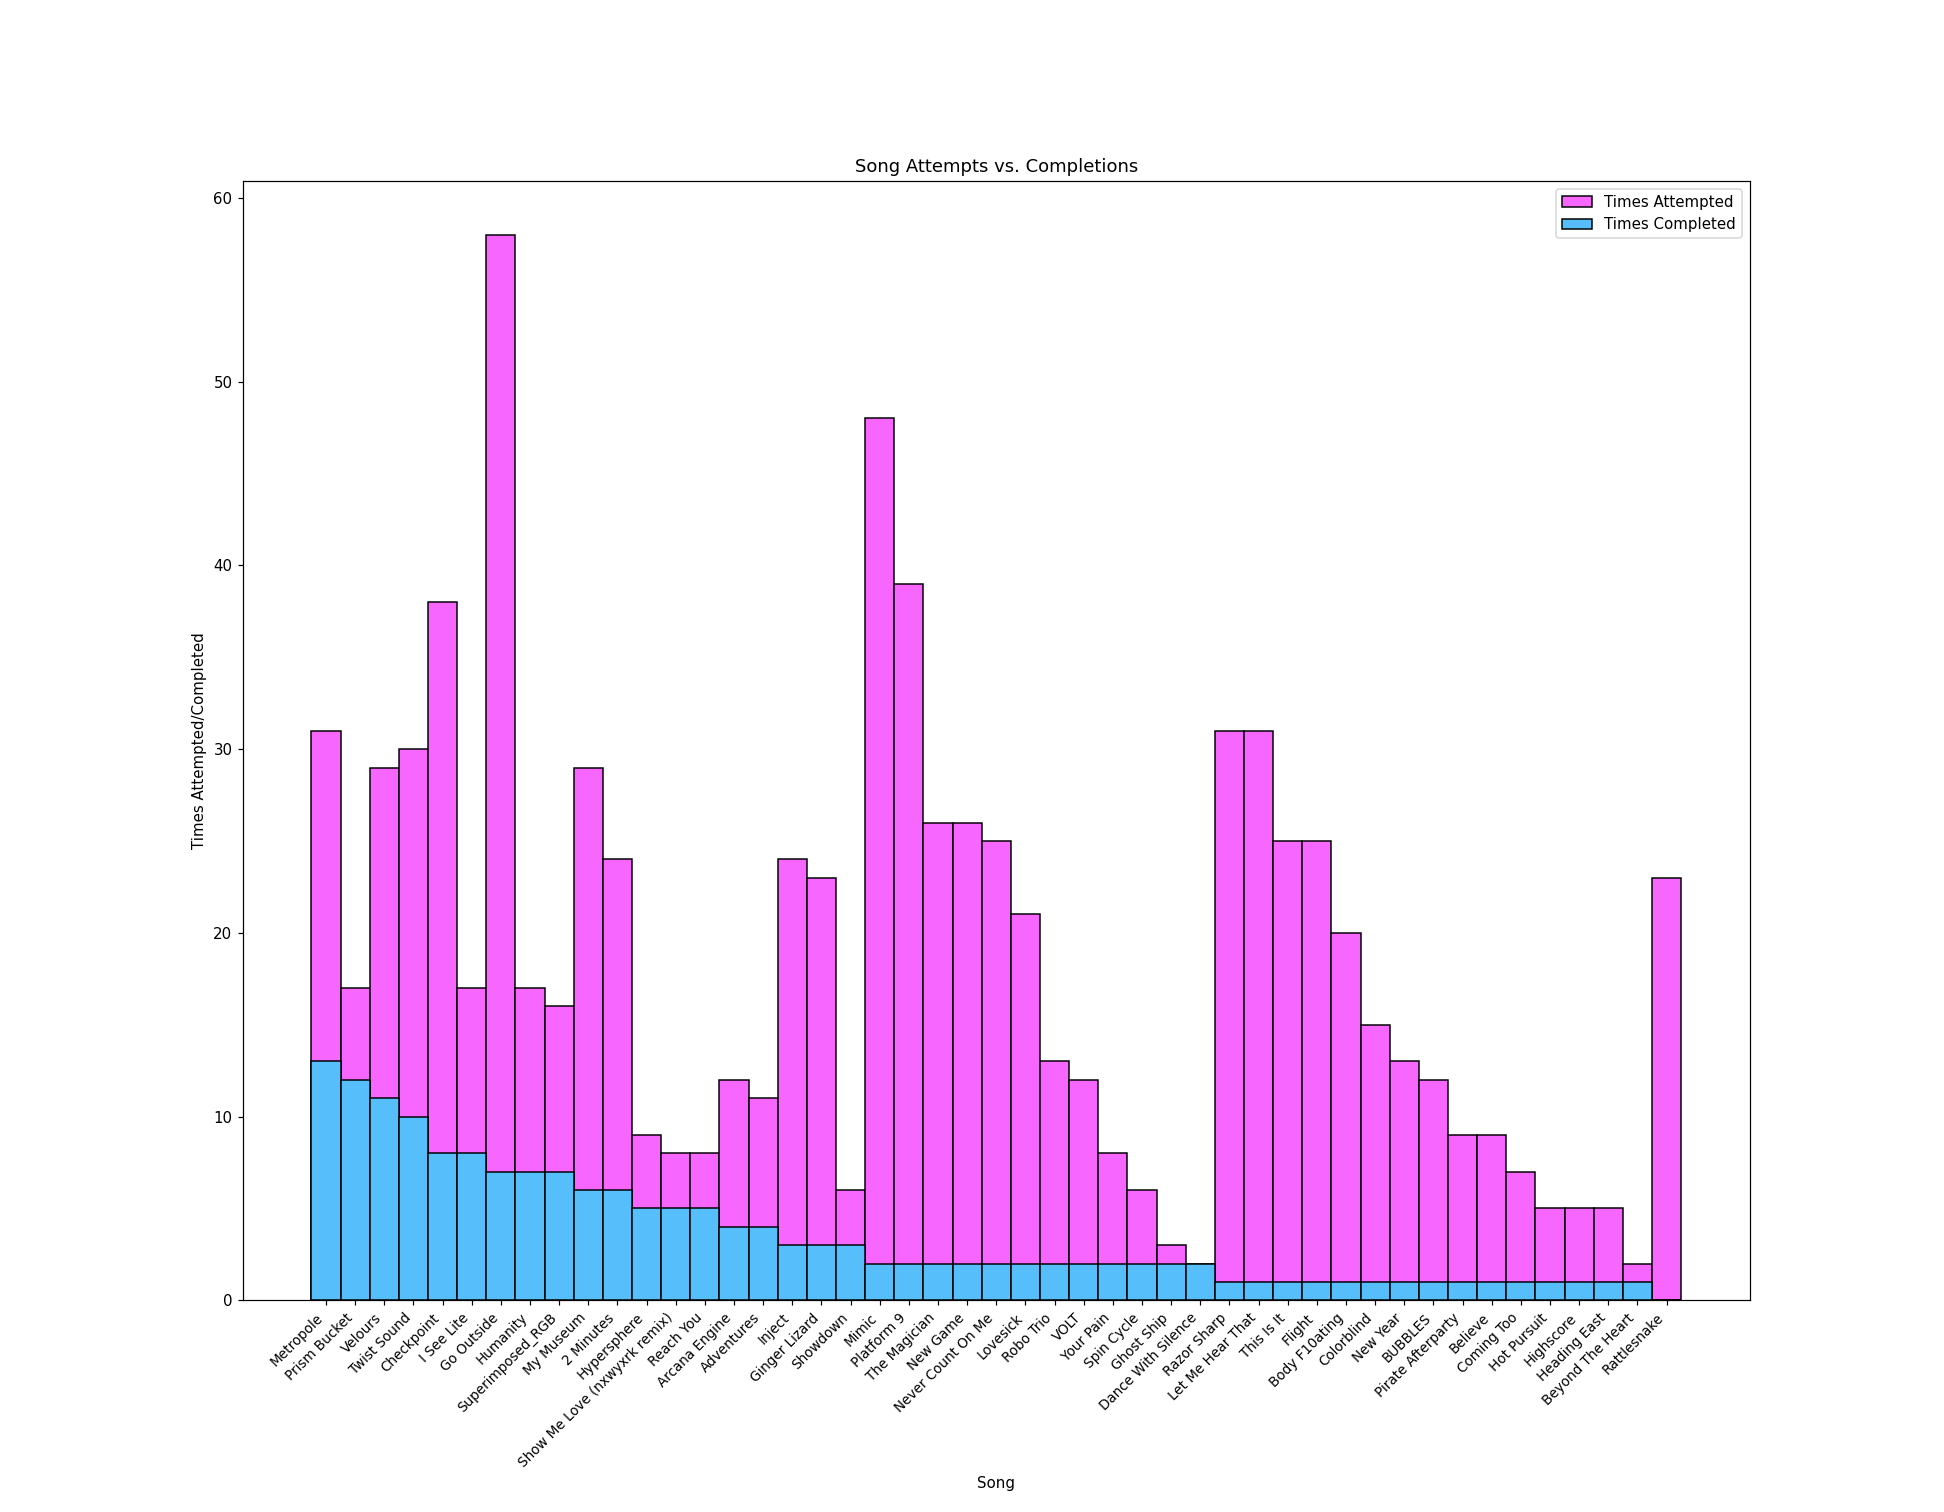 Song Attempts vs. Completions
Times Attempted
Times Completed
Times Attempted/Completed
60
50
40
30
20
10
0
Metropole
Prism Bucket
Velours
Twist Sound
Checkpoint
I See Lite
Go Outside
Humanity
Superimposed_RGB
My Museum
2 Minutes
Hypersphere
Show Me Love (nxwyxrk remix)
Reach You
Arcana Engine
Adventures
Inject
Ginger Lizard
Showdown
Mimic
Platform 9
The Magician
New Game
Never Count On Me
Lovesick
Robo Trio
VOLT
Your Pain
Spin Cycle
Ghost Ship
Dance With Silence
Razor Sharp
Let Me Hear That
This Is It
Flight
Body F10ating
Colorblind
New Year
BUBBLES
Pirate Afterparty
Believe
Coming Too
Hot Pursuit
Highscore
Heading East
Beyond The Heart
Rattlesnake
Song